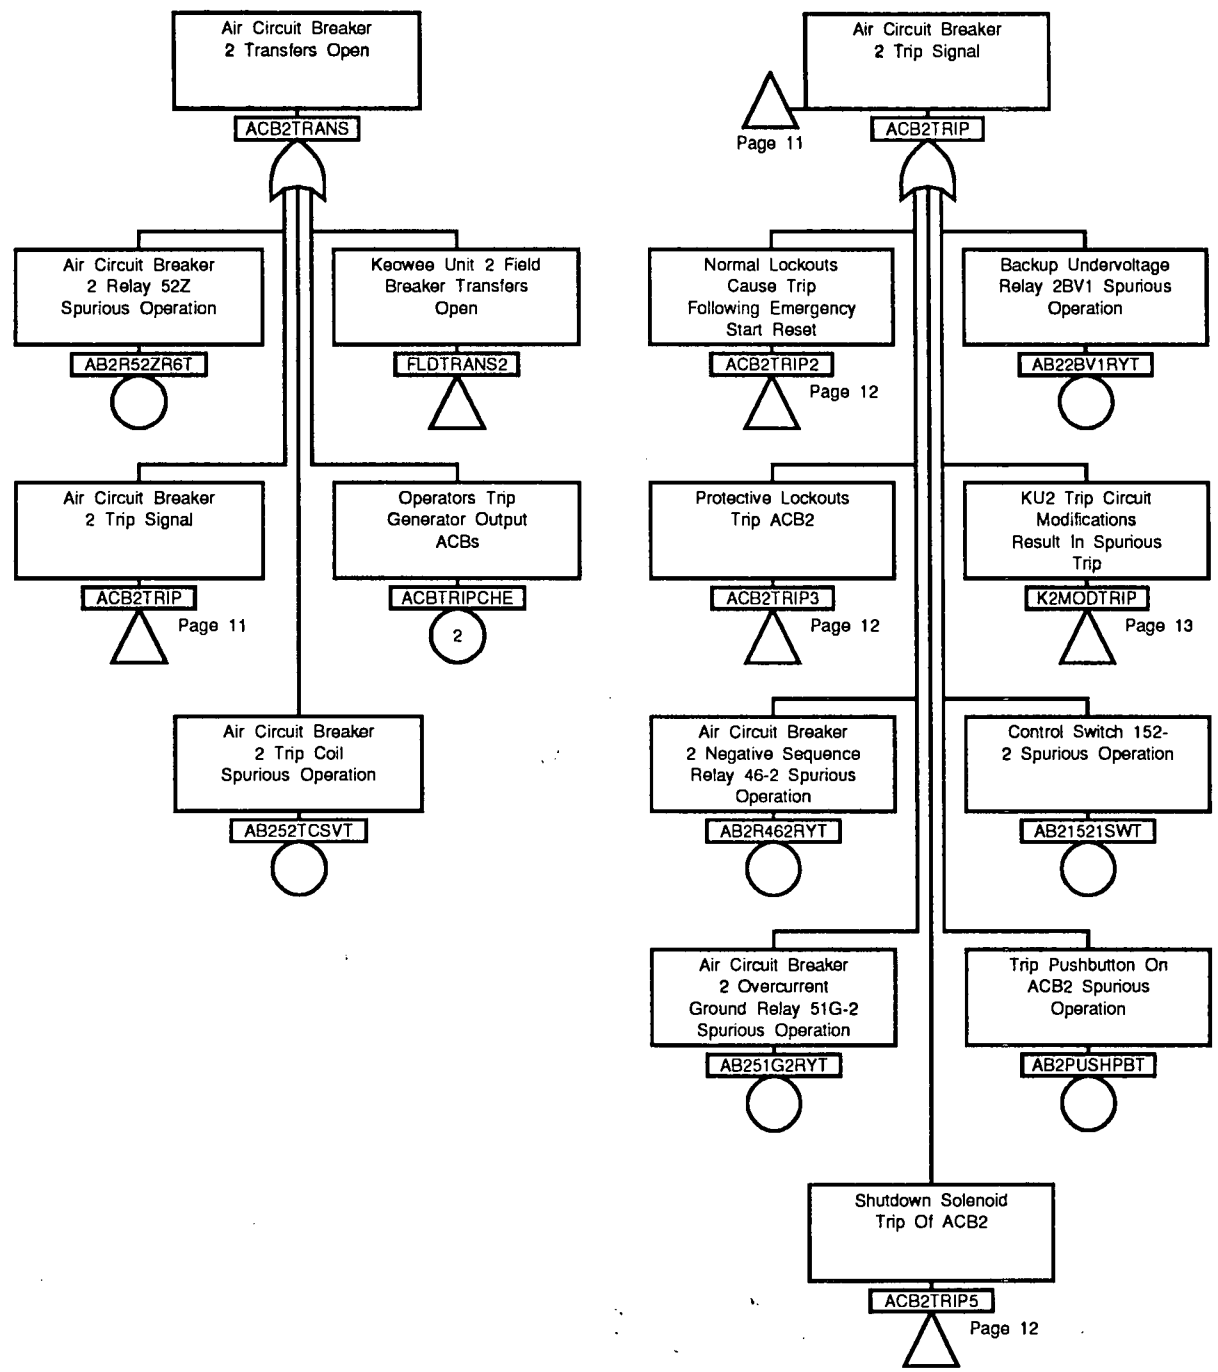 Air Circuit Breaker
2 Transfers Open
ACB2TRANS
Air Circuit Breaker
2 Relay 52Z
Spurious Operation
AB2R52ZR6T
Keowee Unit 2 Field
Breaker Transfers
Open
FLDTRANS2
Air Circuit Breaker
2 Trip Signal
ACB2TRIP
Page 11
Operators Trip
Generator Output
ACBs
ACBTRIPCHE
2
Air Circuit Breaker
2 Trip Coil
Spurious Operation
AB252TCSVT
Air Circuit Breaker
2 Trip Signal
Page 11
ACB2TRIP
Normal Lockouts
Cause Trip
Following Emergency
Start Reset
ACB2TRIP2
Page 12
Backup Undervoltage
Relay 2BV1 Spurious
Operation
AB22BV1RYT
Protective Lockouts
Trip ACB2
ACB2TRIP3
Page 12
KU2 Trip Circuit
Modifications
Result In Spurious
Trip
K2MODTRIP
Page 13
Air Circuit Breaker
2 Negative Sequence
Relay 46-2 Spurious
Operation
AB2R462RYT
Control Switch 152-
2 Spurious Operation
AB21521SWT
Air Circuit Breaker
2 Overcurrent
Ground Relay 51G-2
Spurious Operation
AB251G2RYT
Trip Pushbutton On
ACB2 Spurious
Operation
AB2PUSHPBT
Shutdown Solenoid
Trip Of ACB2
ACB2TRIP5
Page 12